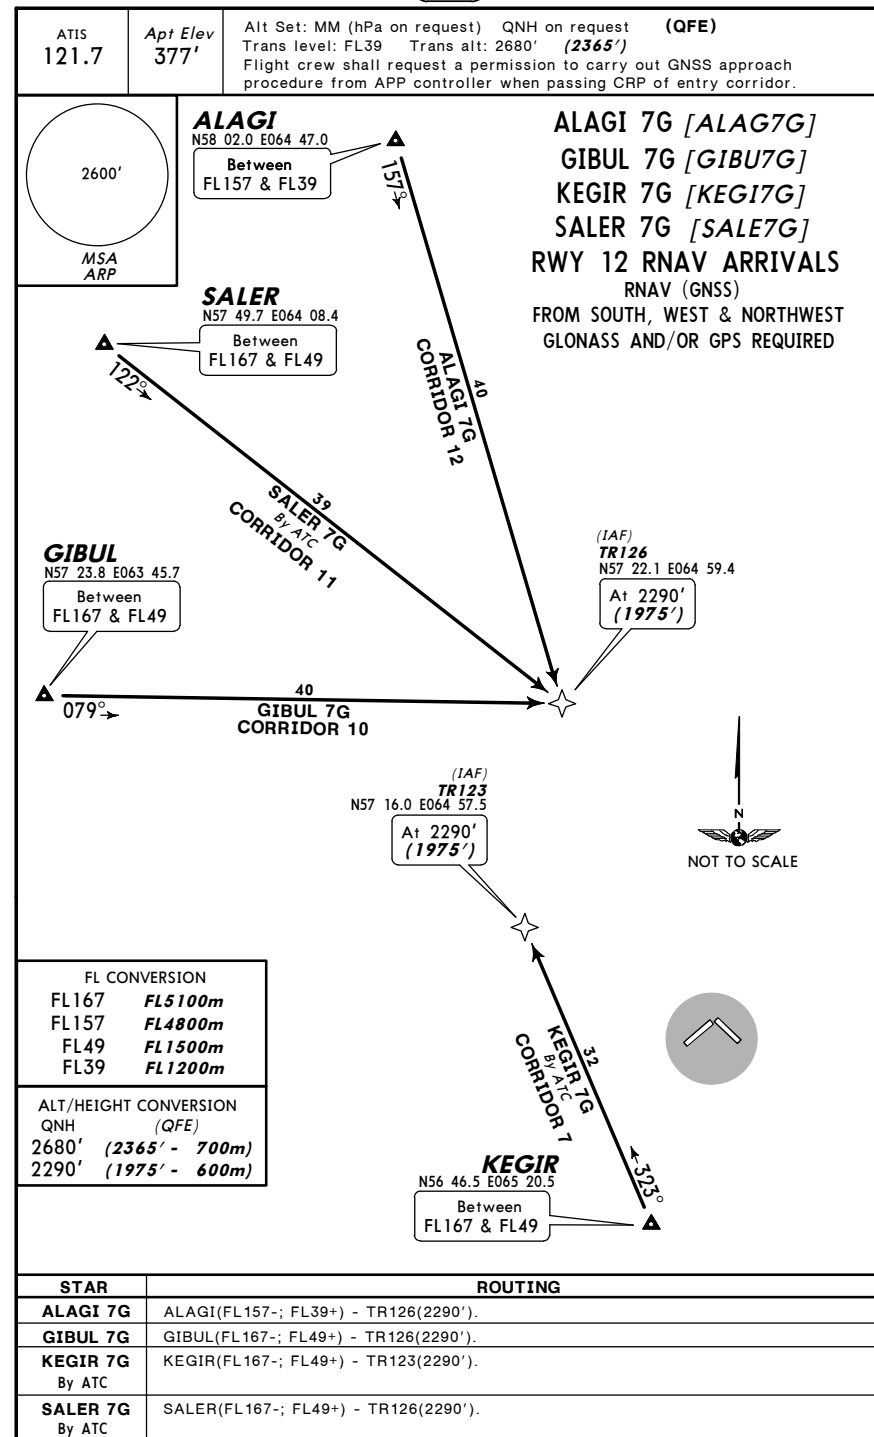 ATIS
121.7
Apt Elev
377'
Alt Set: MM (hPa on request) QNH on request (QFE)
Trans level: FL39 Trans alt: 2680' (2365')
Flight crew shall request a permission to carry out GNSS approach
procedure from APP controller when passing CRP of entry corridor.
2600'
MSA
ARP
ALAGI
N58 02.0 E064 47.0
Between
FL157 & FL39
157°
ALAGI 7G [ALAG7G]
GIBUL 7G [GIBU7G]
KEGIR 7G [KEGI7G]
SALER 7G [SALE7G]
RWY 12 RNAV ARRIVALS
RNAV (GNSS)
FROM SOUTH, WEST & NORTHWEST
GLONASS AND/OR GPS REQUIRED
SALER
N57 49.7 E064 08.4
Between
FL167 & FL49
122°
40
ALAGI 7G
CORRIDOR 12
39
SALER 7G
By ATC
CORRIDOR 11
GIBUL
N57 23.8 E063 45.7
Between
FL167 & FL49
079°
40
GIBUL 7G
CORRIDOR 10
(IAF)
TR126
N57 22.1 E064 59.4
At 2290'
(1975')
(IAF)
TR123
N57 16.0 E064 57.5
At 2290'
(1975')
N
NOT TO SCALE
32
KEGIR 7G
By ATC
CORRIDOR 7
323°
KEGIR
N56 46.5 E065 20.5
Between
FL167 & FL49
FL CONVERSION
FL167 FL5100m
FL157 FL4800m
FL49 FL1500m
FL39 FL1200m
ALT/HEIGHT CONVERSION
QNH (QFE)
2680' (2365' - 700m)
2290' (1975' - 600m)
STAR ROUTING
ALAGI 7G ALAGI(FL157-; FL39+) - TR126(2290').
GIBUL 7G GIBUL(FL167-; FL49+) - TR126(2290').
KEGIR 7G KEGIR(FL167-; FL49+) - TR123(2290').
By ATC
SALER 7G SALER(FL167-; FL49+) - TR126(2290').
By ATC